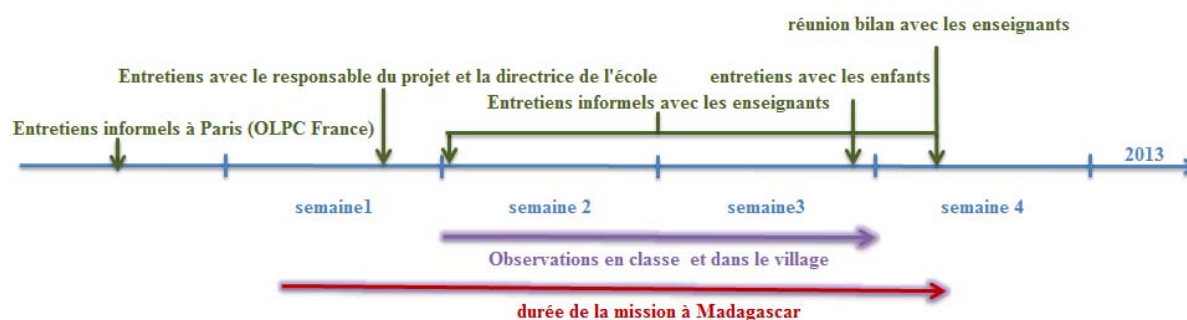 réunion bilan avec les enseignants
Entretiens avec le responsable du projet et la directrice de l'école
entretiens avec les enfants
Entretiens informels avec les enseignants
Entretiens informels à Paris (OLPC France)
2013
semaine1
semaine 2
semaine3
semaine 4
Observations en classe et dans le village
durée de la mission à Madagascar